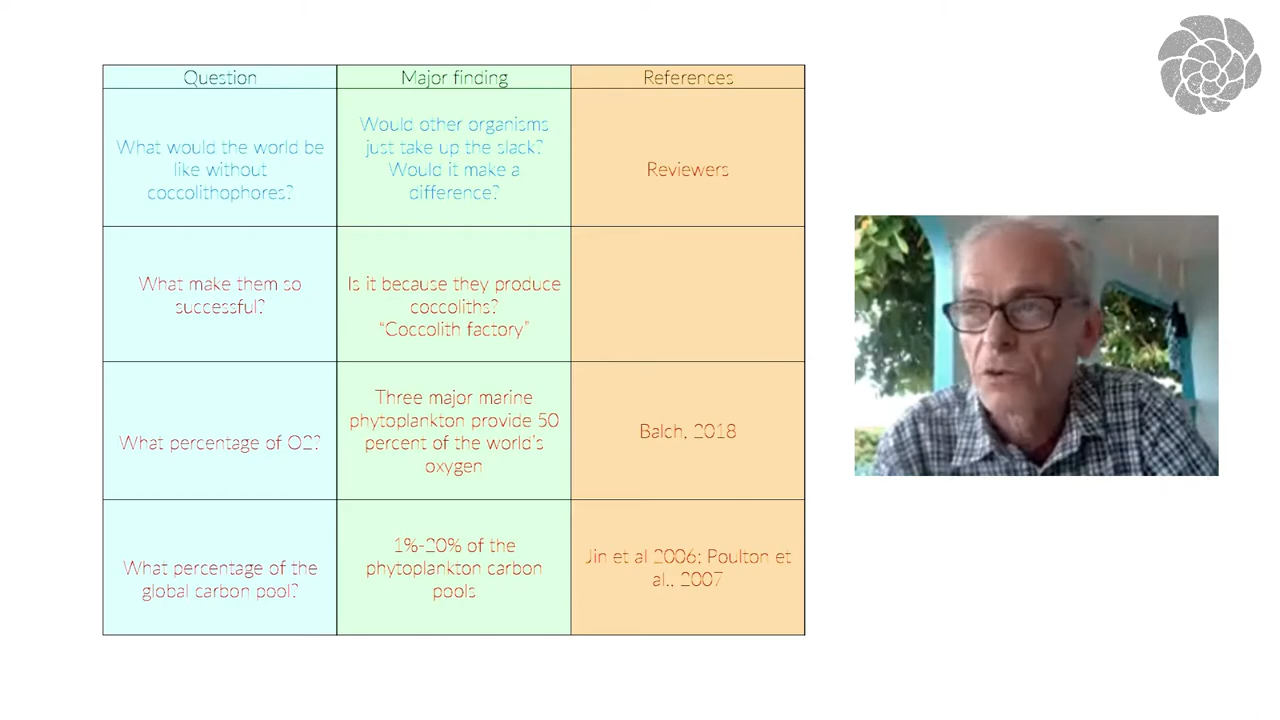 Question
Major finding
References
What would the world be
like without
coccolithophores?
Would other organisms
just take up the slack?
Would it make a
difference?
Reviewers
What make them so
successful?
Is it because they produce
coccoliths?
“Coccolith factory”
What percentage of O2?
Three major marine
phytoplankton provide 50
percent of the world's
oxygen
Balch, 2018
What percentage of the
global carbon pool?
1%-20% of the
phytoplankton carbon
pools
Jin et al 2006; Poulton et
al., 2007